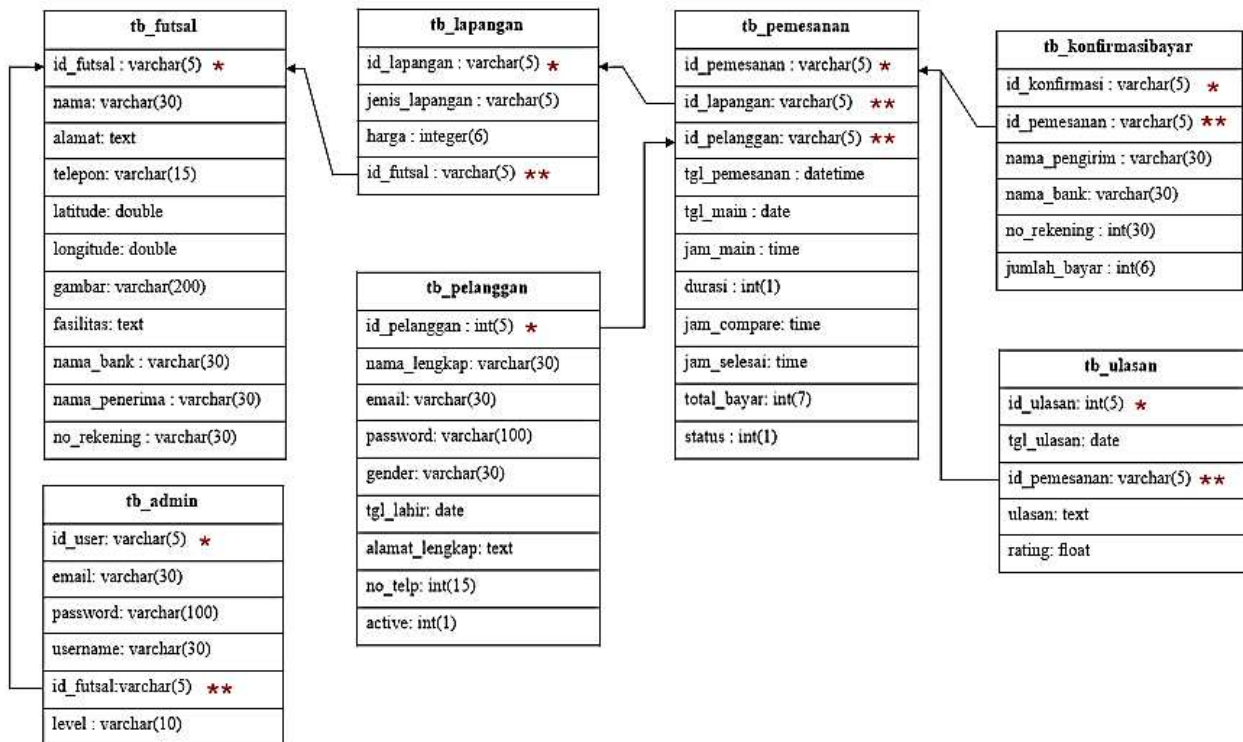 tb_futsal
id_futsal : varchar(5) *
nama: varchar(30)
alamat: text
telepon: varchar(15)
latitude: double
longitude: double
gambar: varchar(200)
fasilitas: text
nama_bank : varchar(30)
nama_penerima : varchar(30)
no_rekening : varchar(30)
tb_admin
id_user: varchar(5) *
email: varchar(30)
password: varchar(100)
username: varchar(30)
id_futsal:varchar(5) **
level : varchar(10)
tb_lapangan
id_lapangan : varchar(5) *
jenis_lapangan : varchar(5)
harga : integer(6)
id_futsal : varchar(5) **
tb_pelanggan
id_pelanggan : int(5) *
nama_lengkap: varchar(30)
email: varchar(30)
password: varchar(100)
gender: varchar(30)
tgl_lahir: date
alamat_lengkap: text
no_telp: int(15)
active: int(1)
tb_pemesanan
id_pemesanan : varchar(5) *
id_lapangan: varchar(5) **
id_pelanggan: varchar(5) **
tgl_pemesanan : datetime
tgl_main : date
jam_main : time
durasi : int(1)
jam_compare: time
jam_selesai: time
total_bayar: int(7)
status : int(1)
tb_konfirmasibayar
id_konfirmasi : varchar(5) *
id_pemesanan : varchar(5) **
nama_pengirim : varchar(30)
nama_bank: varchar(30)
no_rekening : int(30)
jumlah_bayar : int(6)
tb_ulasan
id_ulasan: int(5) *
tgl_ulasan: date
id_pemesanan: varchar(5) **
ulasan: text
rating: float